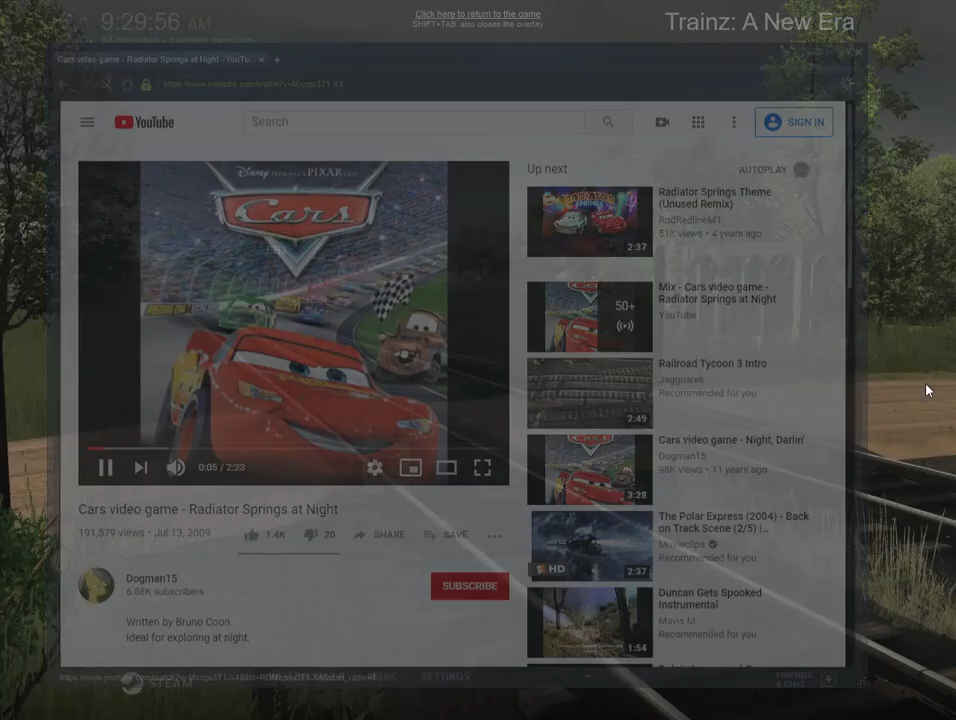 9:29:56 AM
14 minutes - current session
Click here to return to the game
SHIFT+TAB also closes the overlay
Trainz: A New Era
Cars video game - Radiator Springs at Night - YouTu...
YouTube
Search
SIGN IN
Disney PRESENTS A PIXAR FILM
Cars
0:05 / 2:23
Cars video game - Radiator Springs at Night
191,579 views • Jul 13, 2009
1.4K
20
SHARE
SAVE
Dogman15
6.88K subscribers
SUBSCRIBE
Written by Bruno Coon
Ideal for exploring at night.
Up next
AUTOPLAY
2:37
Radiator Springs Theme
(Unused Remix)
RodRedlineM1
51K views • 4 years ago
50+
Mix - Cars video game -
Radiator Springs at Night
YouTube
2:49
Railroad Tycoon 3 Intro
Jagguarek
Recommended for you
3:28
Cars video game - Night, Darlin'
Dogman15
98K views • 11 years ago
HD
2:37
The Polar Express (2004) - Back
on Track Scene (2/5) |...
Movieclips
Recommended for you
1:54
Duncan Gets Spooked
Instrumental
Mavis M
Recommended for you
STEAM
MUSIC
SETTINGS
FRIENDS
& CHAT